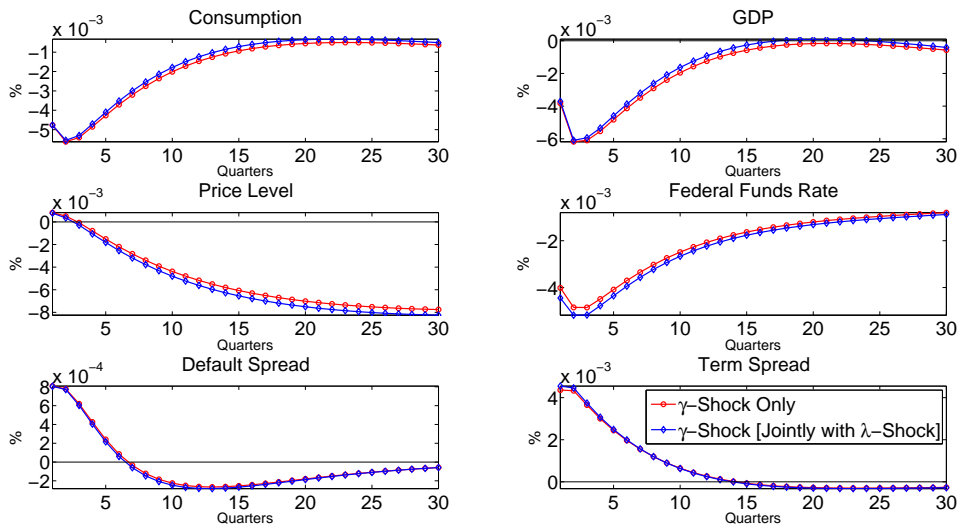 Consumption
x 10⁻³
−1
−2
−3
−4
−5
%
5 10 15 20 25 30
Quarters
GDP
x 10⁻³
0
−2
−4
−6
%
5 10 15 20 25 30
Quarters
Price Level
x 10⁻³
0
−2
−4
−6
−8
%
5 10 15 20 25 30
Quarters
Federal Funds Rate
x 10⁻³
−2
−4
%
5 10 15 20 25 30
Quarters
Default Spread
x 10⁻⁴
8
6
4
2
0
−2
%
5 10 15 20 25 30
Quarters
Term Spread
x 10⁻³
4
2
0
%
γ−Shock Only
γ−Shock [Jointly with λ−Shock]
5 10 15 20 25 30
Quarters